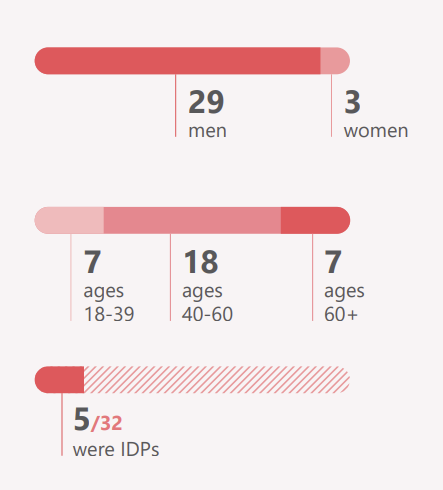 29 3
men women
7 18 7
ages ages ages
18-39 40-60 60+
5/32
were IDPs